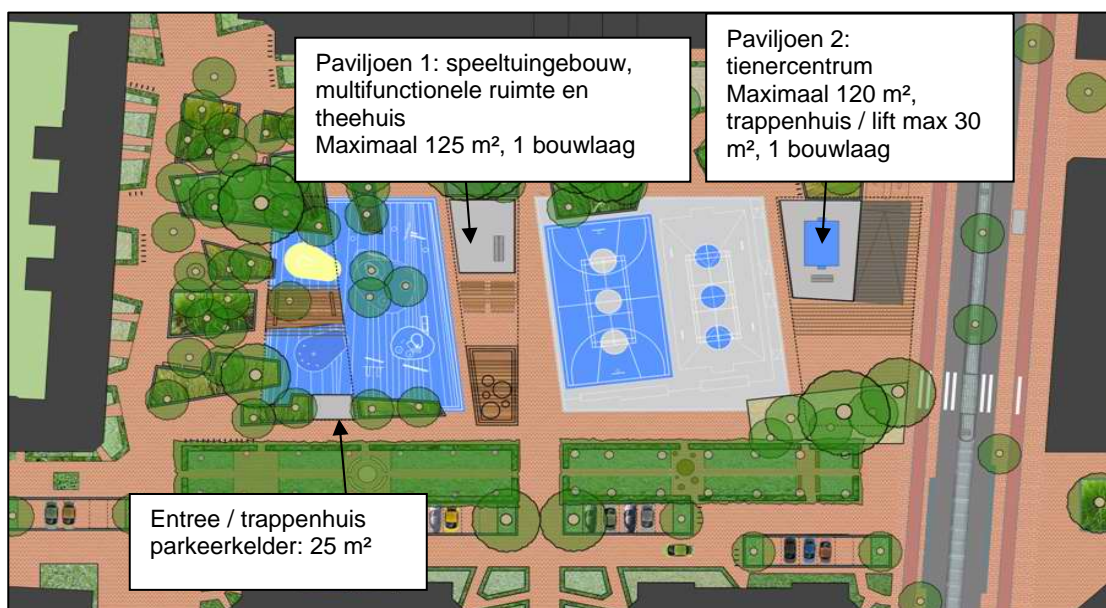 Paviljoen 1: speeltuingebouw,
multifunctionele ruimte en
theehuis
Maximaal 125 m², 1 bouwlaag
Paviljoen 2:
tienercentrum
Maximaal 120 m²,
trappenhuis / lift max 30
m², 1 bouwlaag
Entree / trappenhuis
parkeerkelder: 25 m²